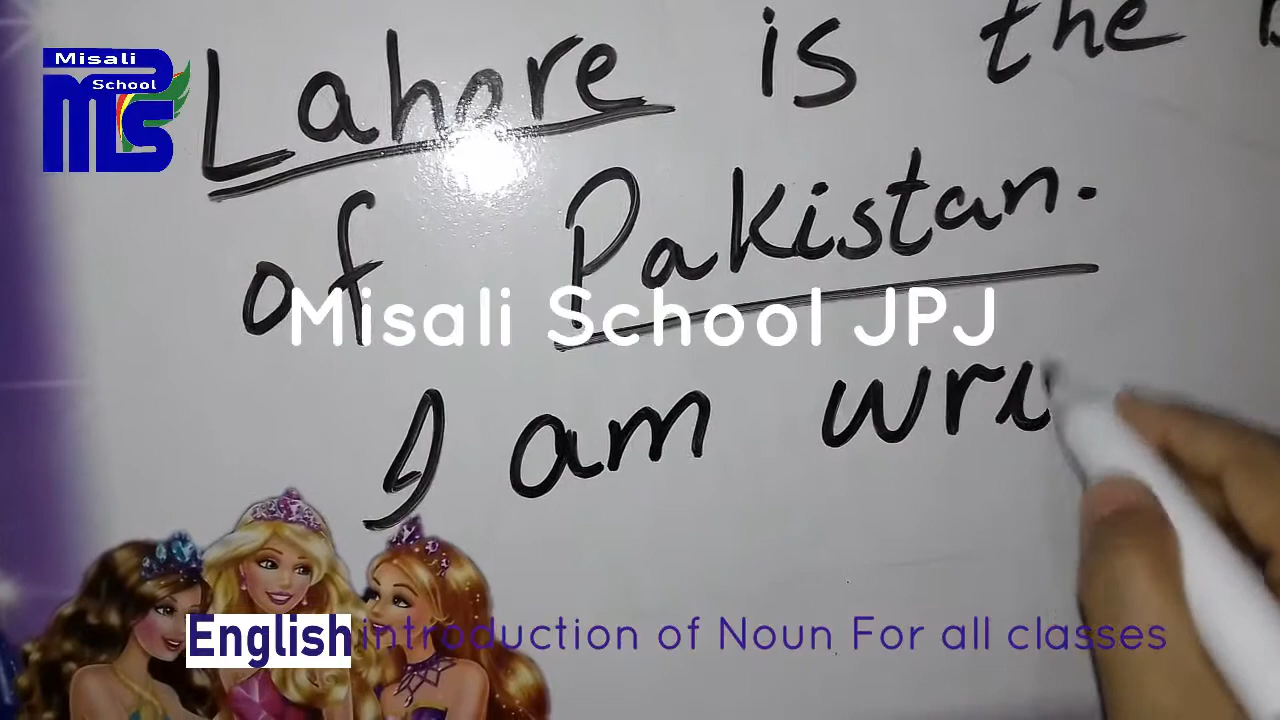 Misali
School
Lahore is the
of Pakistan.
Misali School JPJ
I am wri
English introduction of Noun For all classes